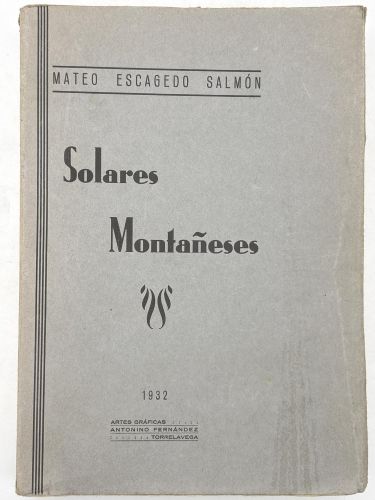 MATEO ESCAGEDO SALMÓN
Solares
Montañeses
1932
ARTES GRÁFICAS
ANTONINO FERNÁNDEZ
TORRELAVEGA